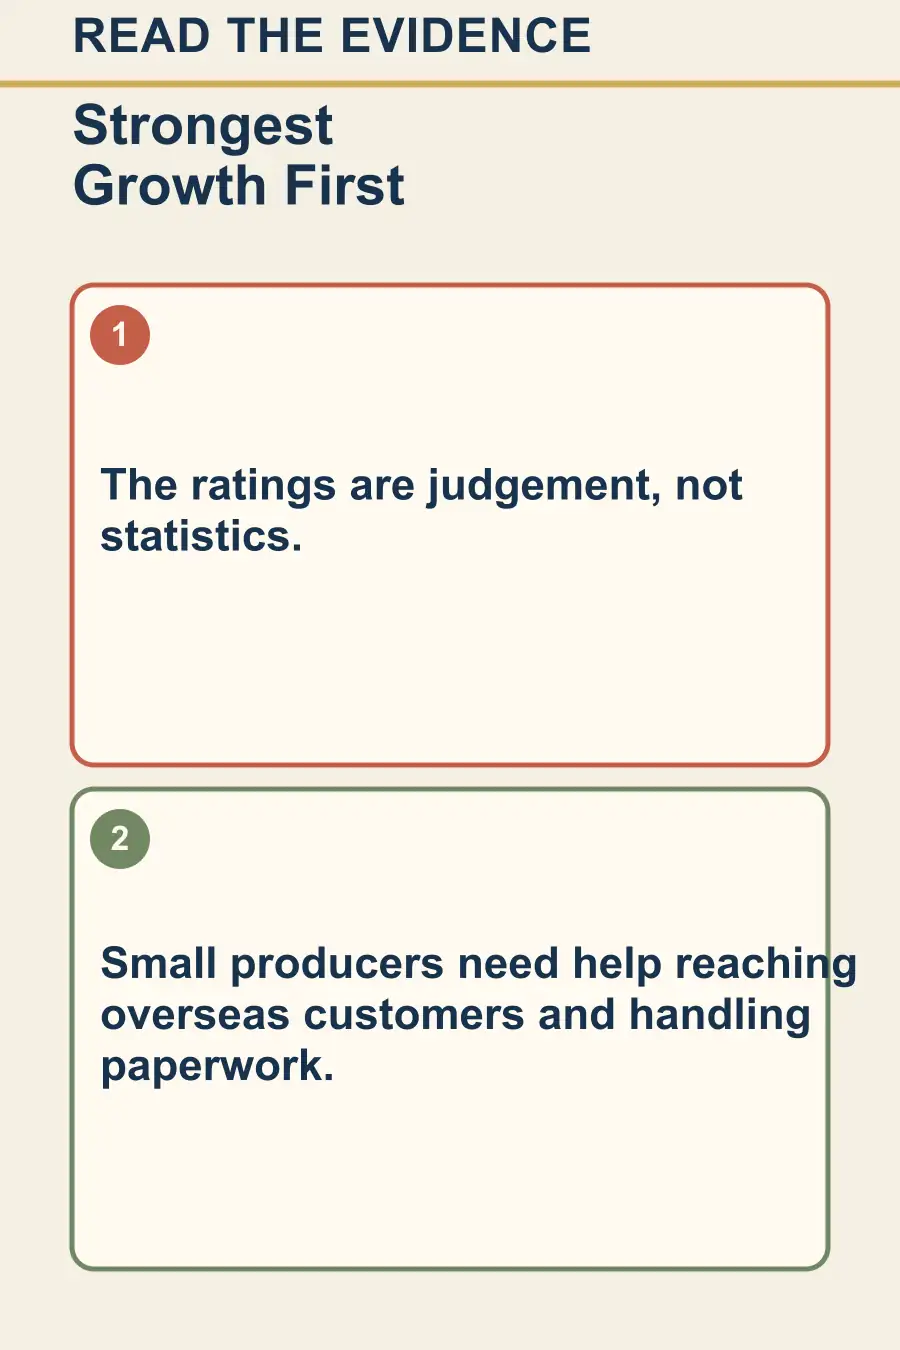 READ THE EVIDENCE
Strongest
Growth First
1
The ratings are judgement, not
statistics.
2
Small producers need help reaching
overseas customers and handling
paperwork.